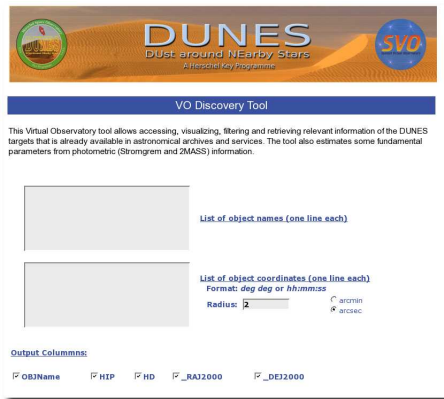 DUNES
DUNES
DUst around NEarby Stars
A Herschel Key Programme
SVO
VO Discovery Tool
This Virtual Observatory tool allows accessing, visualizing, filtering and retrieving relevant information of the DUNES
targets that is already available in astronomical archives and services. The tool also estimates some fundamental
parameters from photometric (Stromgrem and 2MASS) information.
List of object names (one line each)
List of object coordinates (one line each)
Format: deg deg or hh:mm:ss
Radius: 2
arcmin
arcsec
Output Colummns:
OBJName HIP HD _RAJ2000 _DEJ2000